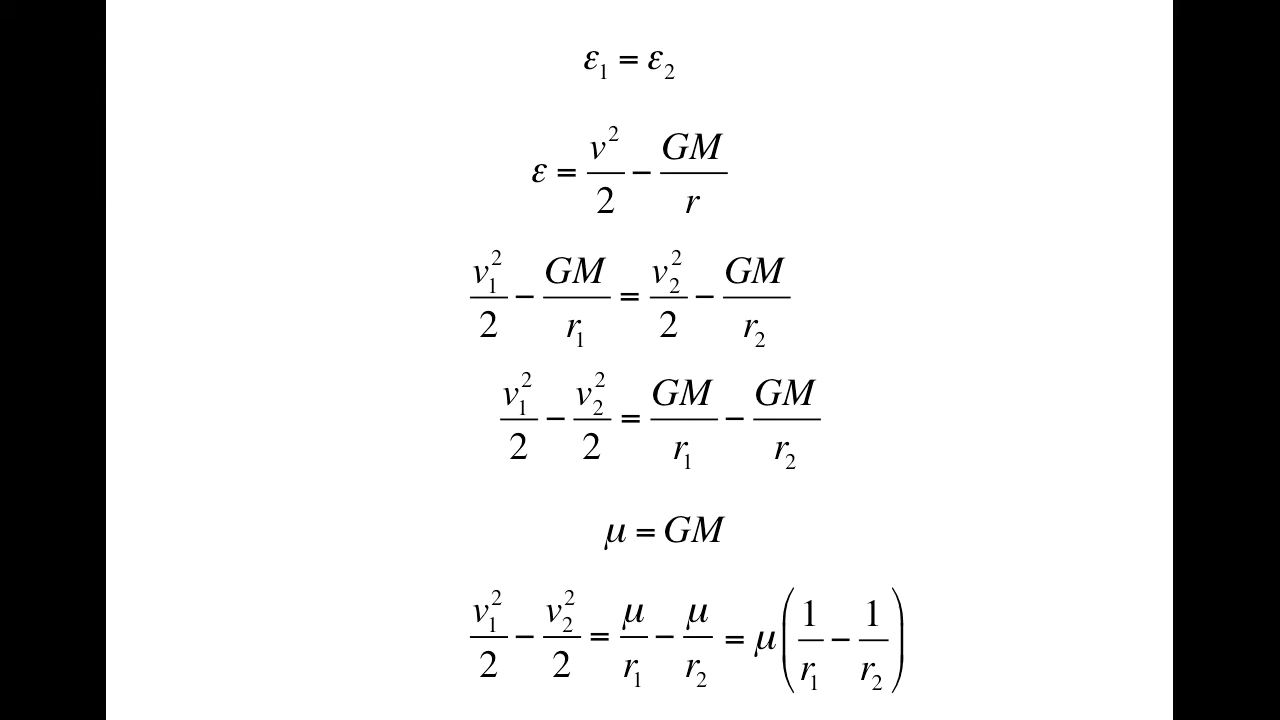 ε₁ = ε₂
ε = v²/2 − GM/r
v₁²/2 − GM/r₁ = v₂²/2 − GM/r₂
v₁²/2 − v₂²/2 = GM/r₁ − GM/r₂
μ = GM
v₁²/2 − v₂²/2 = μ/r₁ − μ/r₂ = μ(1/r₁ − 1/r₂)